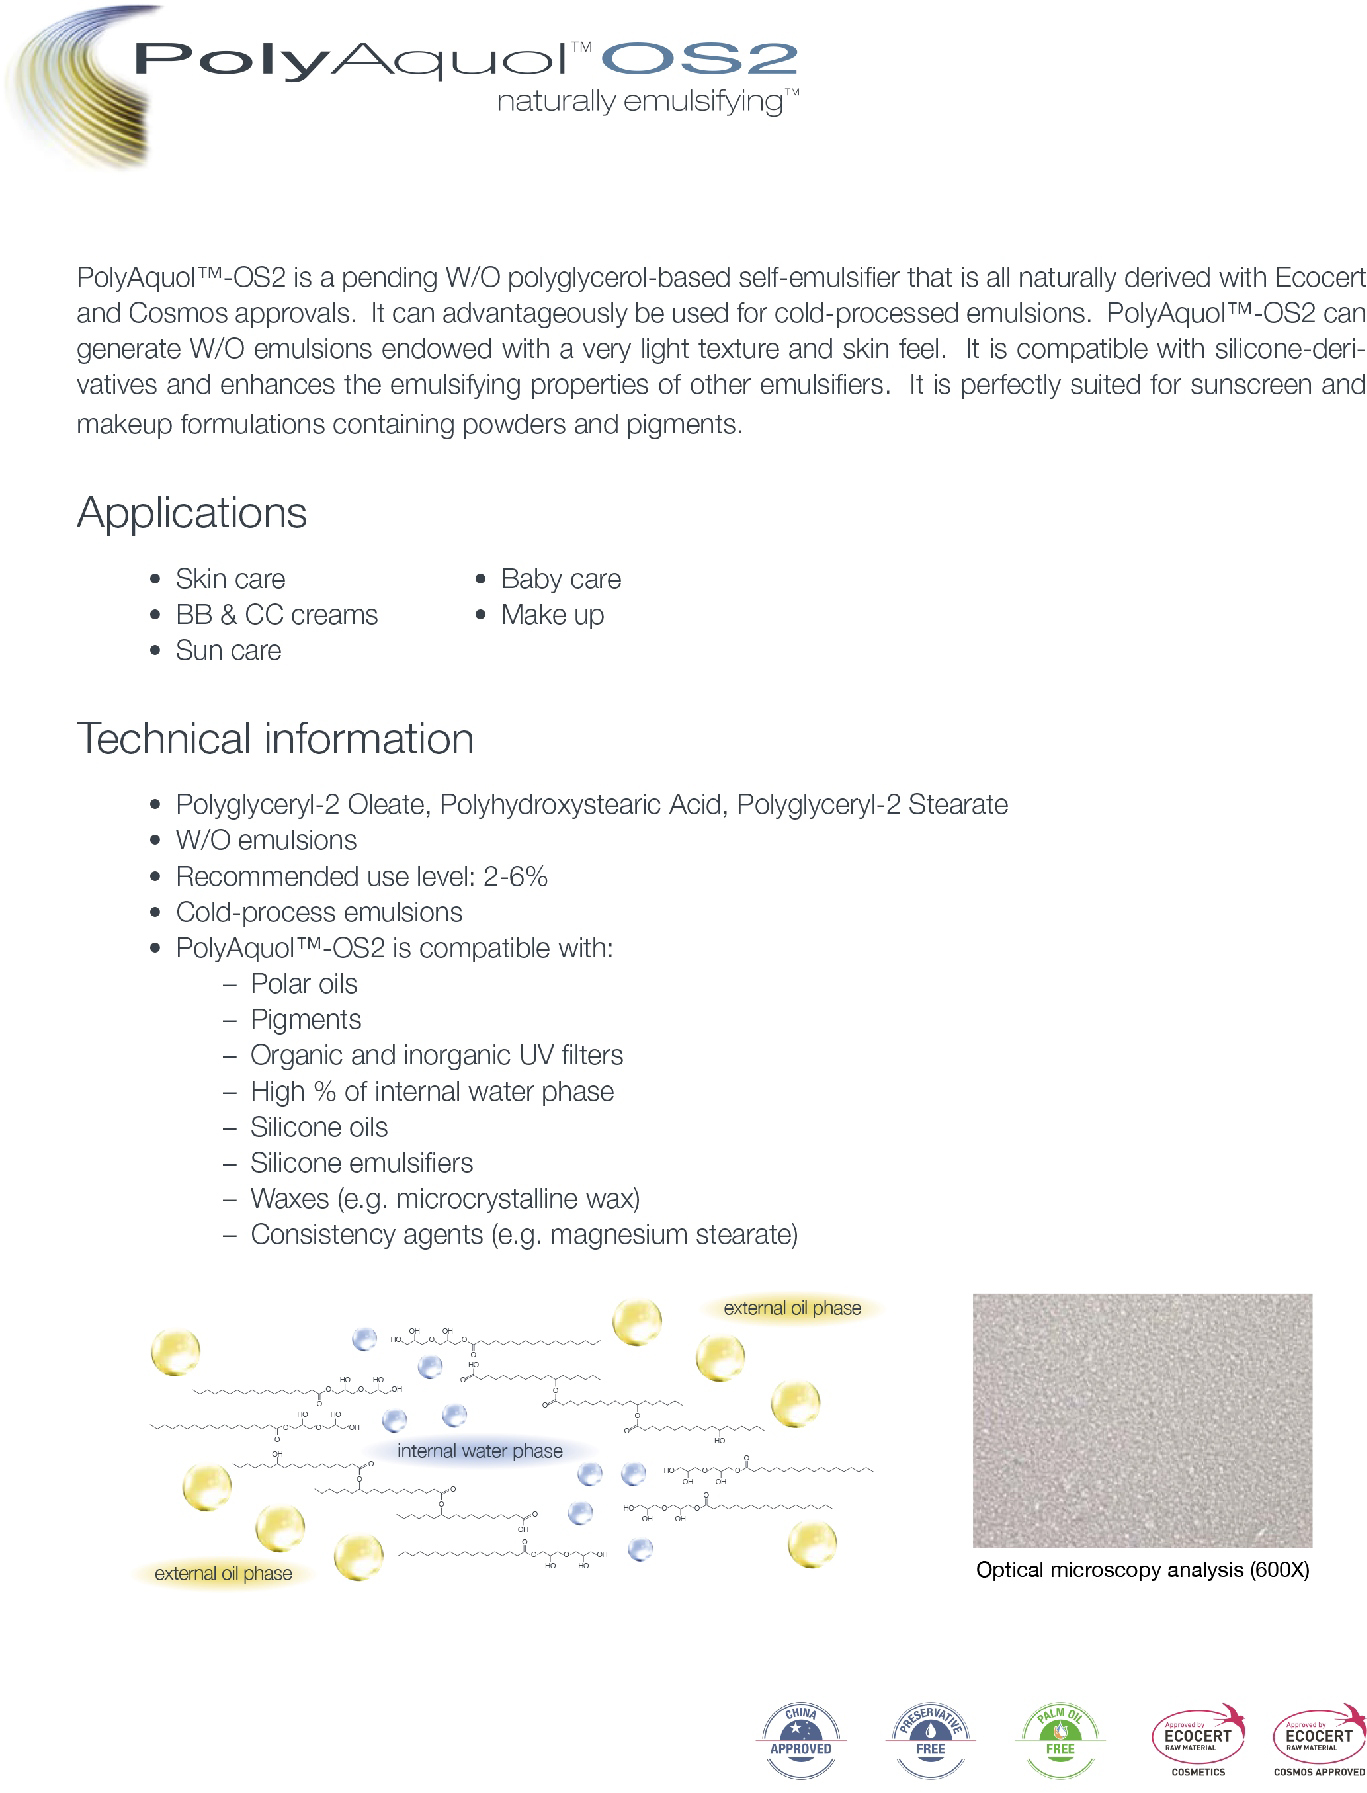 PolyAquol™ OS2
naturally emulsifying™
PolyAquol™-OS2 is a pending W/O polyglycerol-based self-emulsifier that is all naturally derived with Ecocert
and Cosmos approvals. It can advantageously be used for cold-processed emulsions. PolyAquol™-OS2 can
generate W/O emulsions endowed with a very light texture and skin feel. It is compatible with silicone-deri-
vatives and enhances the emulsifying properties of other emulsifiers. It is perfectly suited for sunscreen and
makeup formulations containing powders and pigments.
Applications
• Skin care
• BB & CC creams
• Sun care
• Baby care
• Make up
Technical information
• Polyglyceryl-2 Oleate, Polyhydroxystearic Acid, Polyglyceryl-2 Stearate
• W/O emulsions
• Recommended use level: 2-6%
• Cold-process emulsions
• PolyAquol™-OS2 is compatible with:
– Polar oils
– Pigments
– Organic and inorganic UV filters
– High % of internal water phase
– Silicone oils
– Silicone emulsifiers
– Waxes (e.g. microcrystalline wax)
– Consistency agents (e.g. magnesium stearate)
external oil phase
internal water phase
external oil phase
Optical microscopy analysis (600X)
CHINA
APPROVED
PRESERVATIVE
FREE
PALM OIL
FREE
Approved by
ECOCERT
RAW MATERIAL
COSMETICS
Approved by
ECOCERT
RAW MATERIAL
COSMOS APPROVED